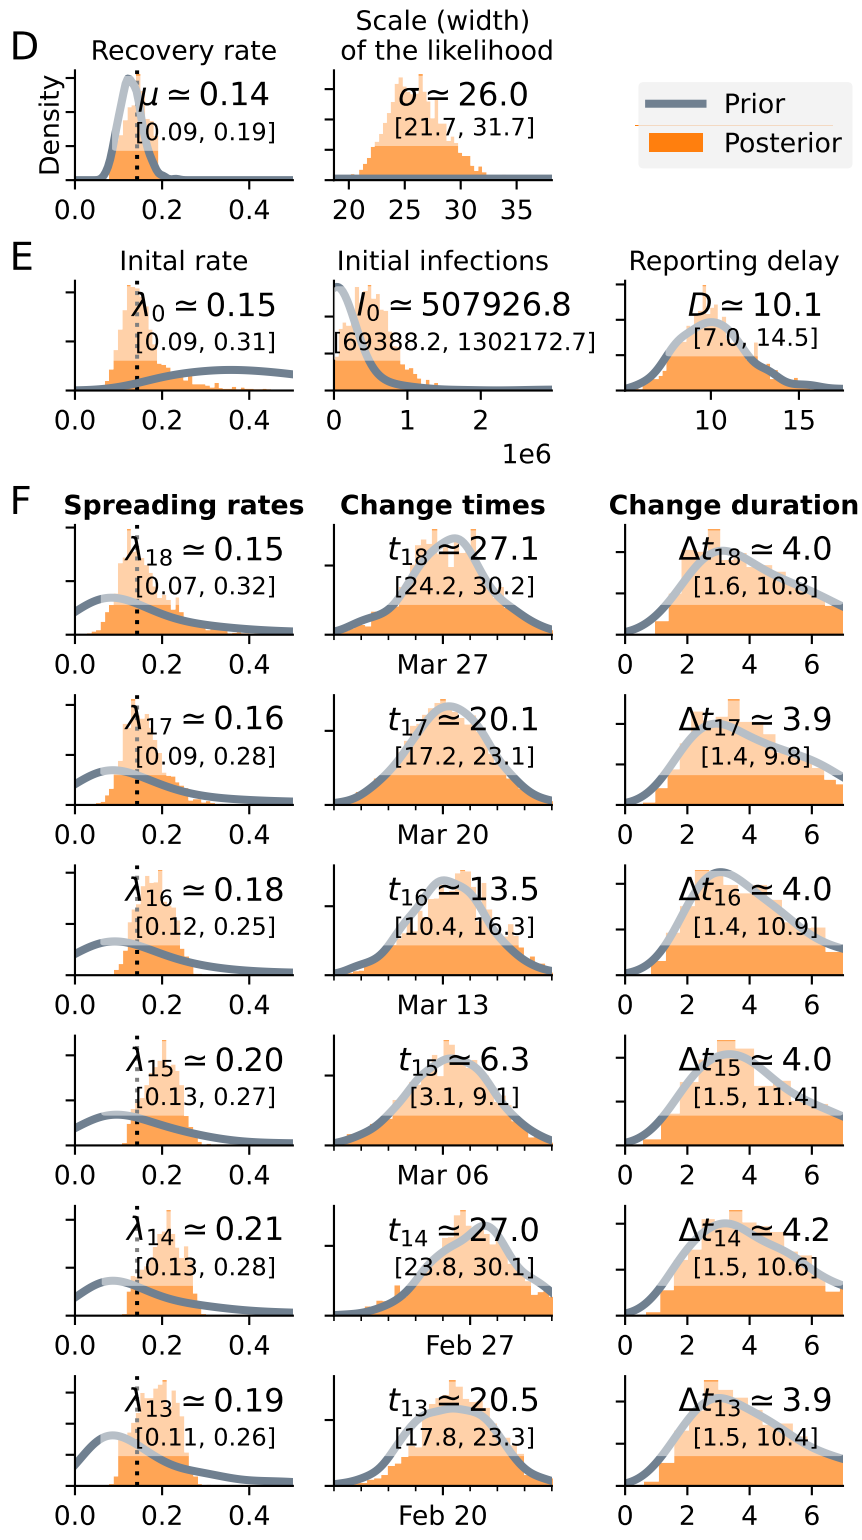 D
Recovery rate
Scale (width)
of the likelihood
Density
μ ≃ 0.14
[0.09, 0.19]
σ ≃ 26.0
[21.7, 31.7]
Prior
Posterior
0.0 0.2 0.4
20 25 30 35
E
Inital rate
Initial infections
Reporting delay
λ0 ≃ 0.15
[0.09, 0.31]
I0 ≃ 507926.8
[69388.2, 1302172.7]
D ≃ 10.1
[7.0, 14.5]
0.0 0.2 0.4
0 1 2
1e6
10 15
F
Spreading rates
Change times
Change duration
λ18 ≃ 0.15
[0.07, 0.32]
t18 ≃ 27.1
[24.2, 30.2]
Δt18 ≃ 4.0
[1.6, 10.8]
0.0 0.2 0.4
Mar 27
0 2 4 6
λ17 ≃ 0.16
[0.09, 0.28]
t17 ≃ 20.1
[17.2, 23.1]
Δt17 ≃ 3.9
[1.4, 9.8]
0.0 0.2 0.4
Mar 20
0 2 4 6
λ16 ≃ 0.18
[0.12, 0.25]
t16 ≃ 13.5
[10.4, 16.3]
Δt16 ≃ 4.0
[1.4, 10.9]
0.0 0.2 0.4
Mar 13
0 2 4 6
λ15 ≃ 0.20
[0.13, 0.27]
t15 ≃ 6.3
[3.1, 9.1]
Δt15 ≃ 4.0
[1.5, 11.4]
0.0 0.2 0.4
Mar 06
0 2 4 6
λ14 ≃ 0.21
[0.13, 0.28]
t14 ≃ 27.0
[23.8, 30.1]
Δt14 ≃ 4.2
[1.5, 10.6]
0.0 0.2 0.4
Feb 27
0 2 4 6
λ13 ≃ 0.19
[0.11, 0.26]
t13 ≃ 20.5
[17.8, 23.3]
Δt13 ≃ 3.9
[1.5, 10.4]
0.0 0.2 0.4
Feb 20
0 2 4 6